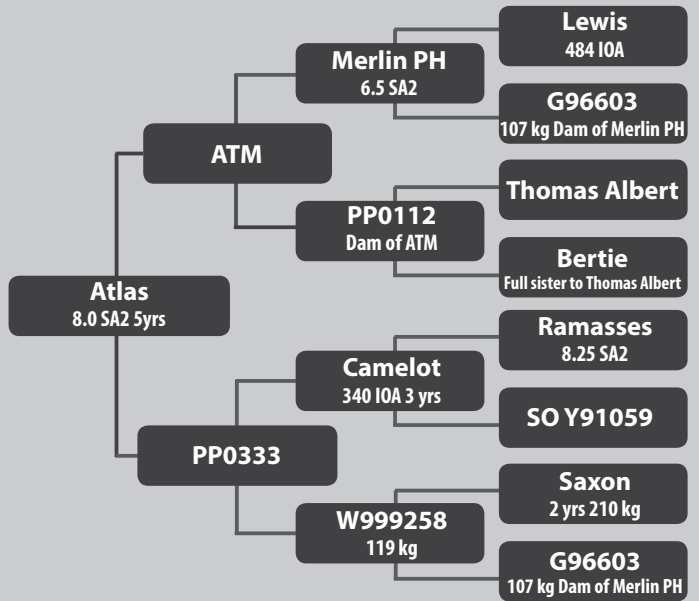 Lewis
484 IOA
Merlin PH
6.5 SA2
G96603
107 kg Dam of Merlin PH
ATM
Thomas Albert
PP0112
Dam of ATM
Bertie
Full sister to Thomas Albert
Atlas
8.0 SA2 5yrs
Ramasses
8.25 SA2
Camelot
340 IOA 3 yrs
SO Y91059
PP0333
Saxon
2 yrs 210 kg
W999258
119 kg
G96603
107 kg Dam of Merlin PH